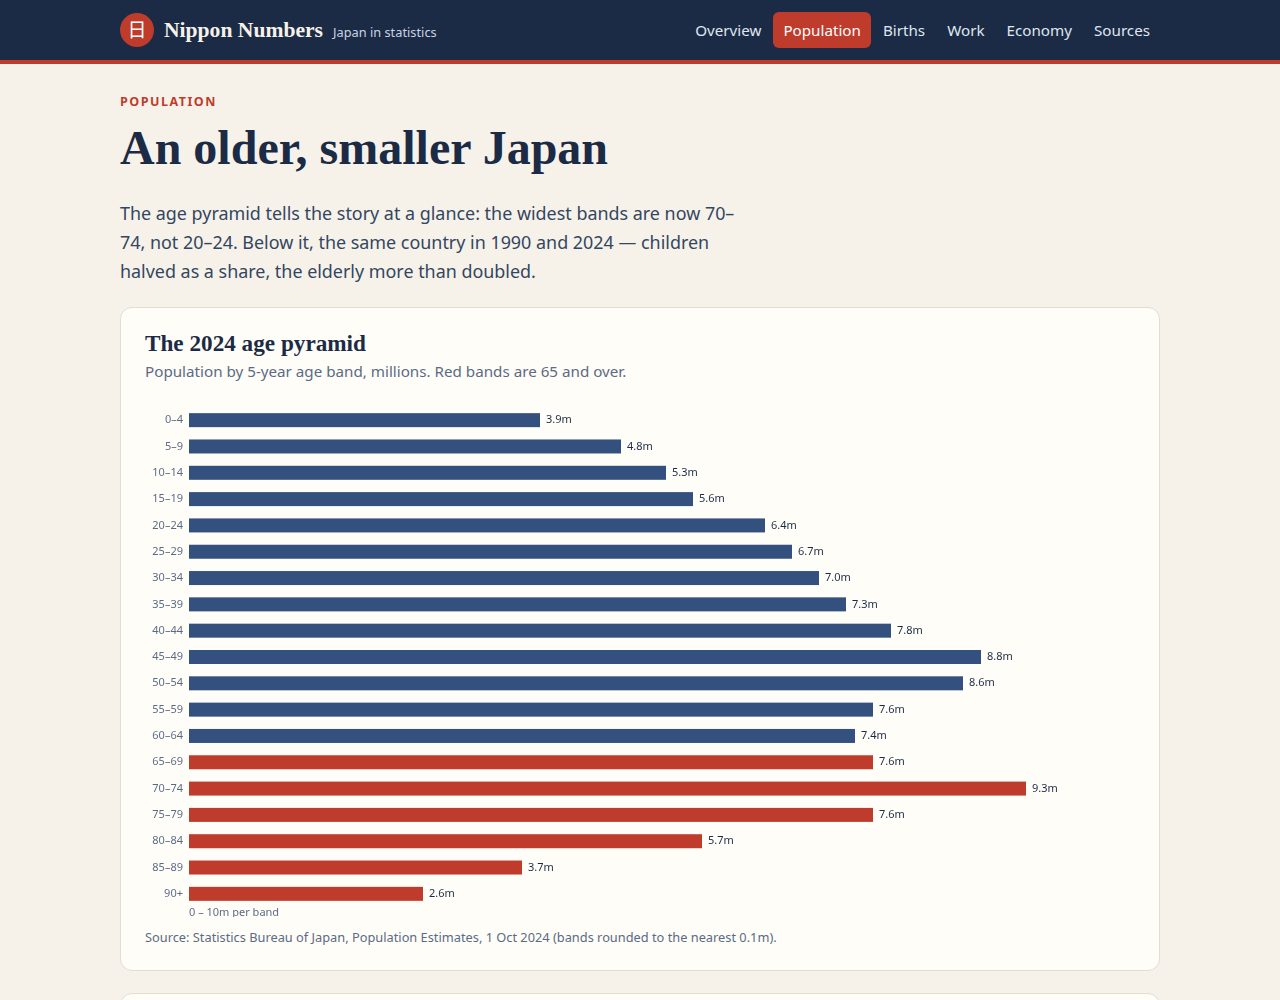 日 Nippon Numbers Japan in statistics
Overview Population Births Work Economy Sources
POPULATION
An older, smaller Japan
The age pyramid tells the story at a glance: the widest bands are now 70–
74, not 20–24. Below it, the same country in 1990 and 2024 — children
halved as a share, the elderly more than doubled.
The 2024 age pyramid
Population by 5-year age band, millions. Red bands are 65 and over.
0–4 3.9m
5–9 4.8m
10–14 5.3m
15–19 5.6m
20–24 6.4m
25–29 6.7m
30–34 7.0m
35–39 7.3m
40–44 7.8m
45–49 8.8m
50–54 8.6m
55–59 7.6m
60–64 7.4m
65–69 7.6m
70–74 9.3m
75–79 7.6m
80–84 5.7m
85–89 3.7m
90+ 2.6m
0 – 10m per band
Source: Statistics Bureau of Japan, Population Estimates, 1 Oct 2024 (bands rounded to the nearest 0.1m).